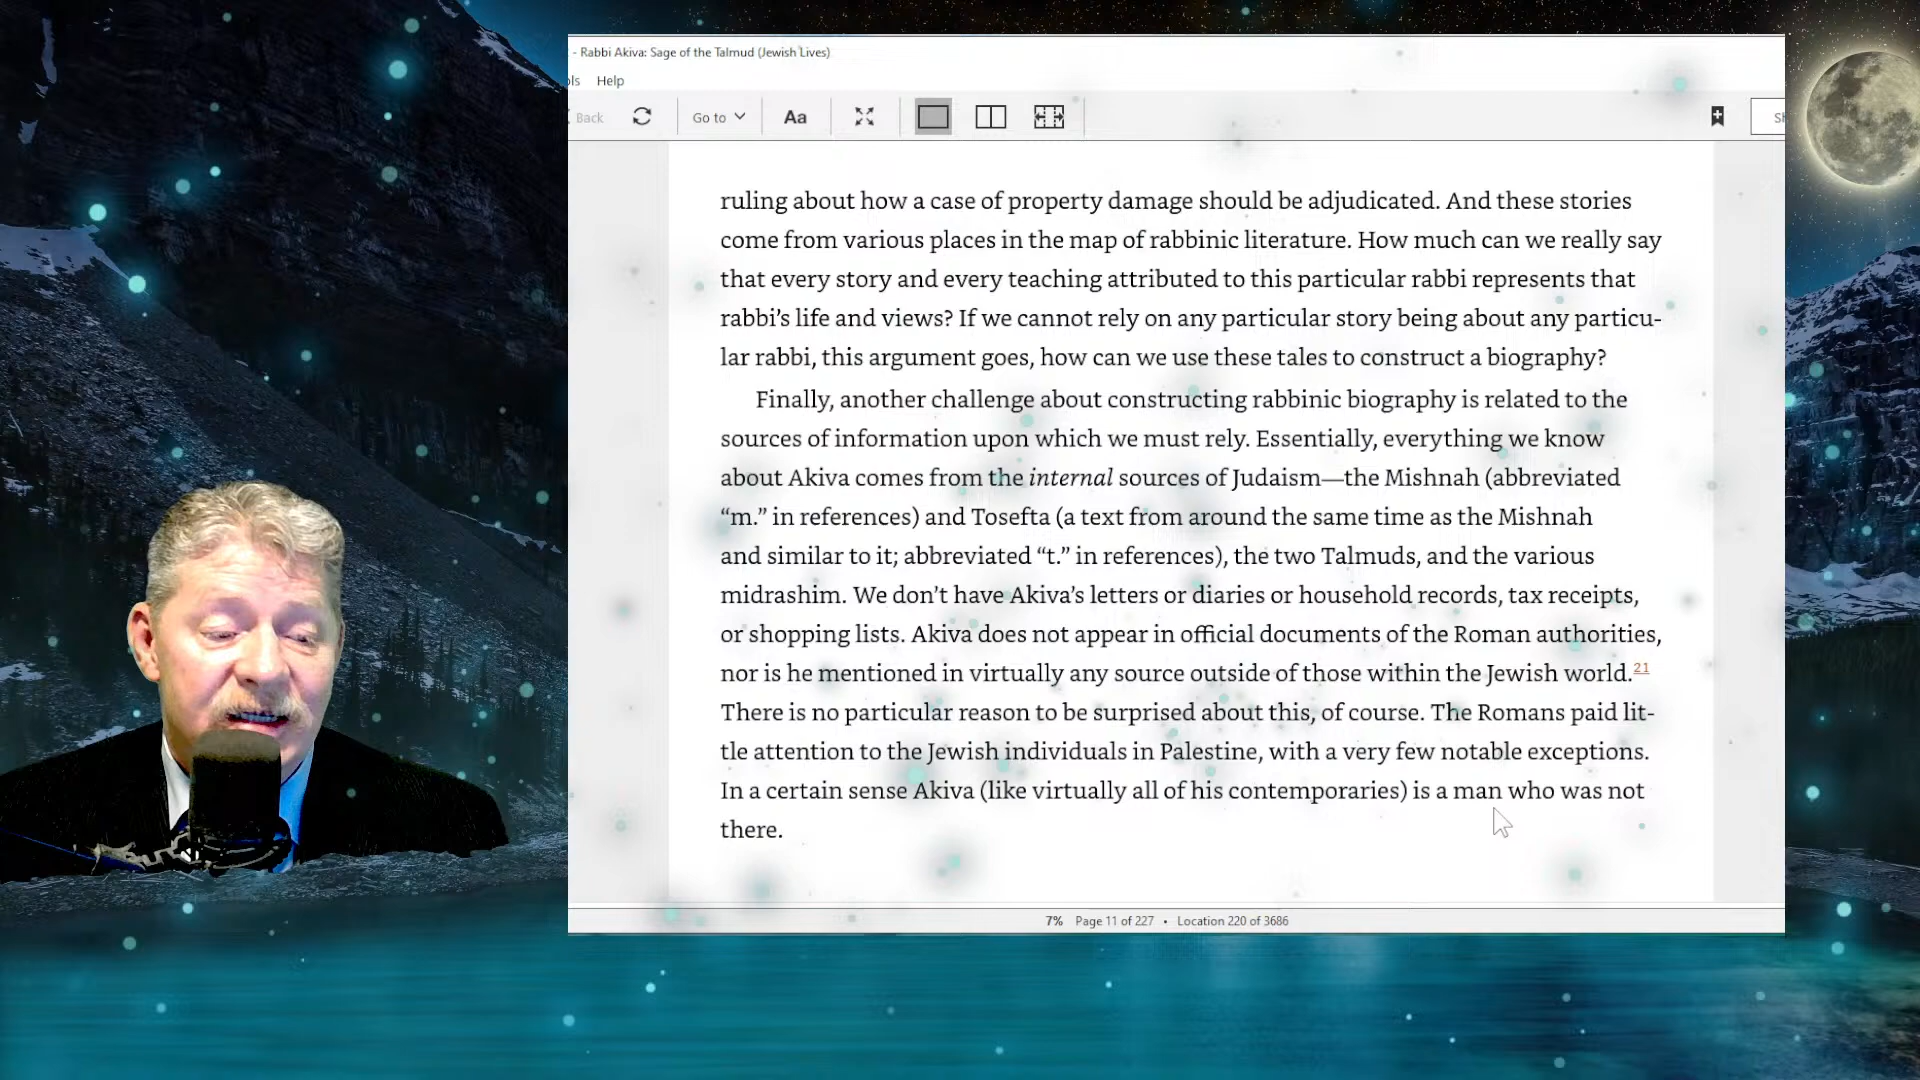 - Rabbi Akiva: Sage of the Talmud (Jewish Lives)
ols Help
Back Go to Aa
ruling about how a case of property damage should be adjudicated. And these stories
come from various places in the map of rabbinic literature. How much can we really say
that every story and every teaching attributed to this particular rabbi represents that
rabbi’s life and views? If we cannot rely on any particular story being about any particu-
lar rabbi, this argument goes, how can we use these tales to construct a biography?
Finally, another challenge about constructing rabbinic biography is related to the
sources of information upon which we must rely. Essentially, everything we know
about Akiva comes from the internal sources of Judaism—the Mishnah (abbreviated
“m.” in references) and Tosefta (a text from around the same time as the Mishnah
and similar to it; abbreviated “t.” in references), the two Talmuds, and the various
midrashim. We don’t have Akiva’s letters or diaries or household records, tax receipts,
or shopping lists. Akiva does not appear in official documents of the Roman authorities,
nor is he mentioned in virtually any source outside of those within the Jewish world.21
There is no particular reason to be surprised about this, of course. The Romans paid lit-
tle attention to the Jewish individuals in Palestine, with a very few notable exceptions.
In a certain sense Akiva (like virtually all of his contemporaries) is a man who was not
there.
7% Page 11 of 227 • Location 220 of 3686